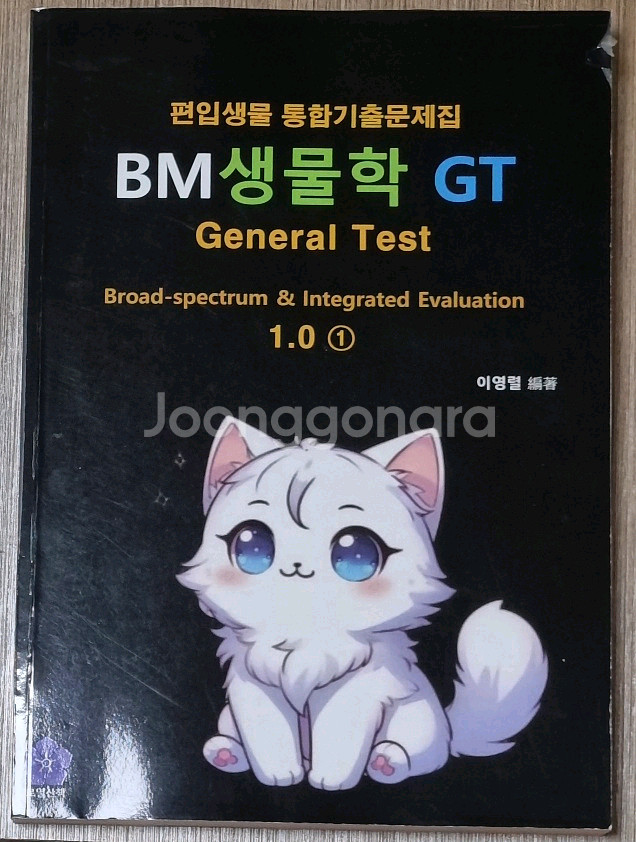 편입생물 통합기출문제집
BM생물학 GT
General Test
Broad-spectrum & Integrated Evaluation
1.0 ①
이영렬 編著
Joonggonara